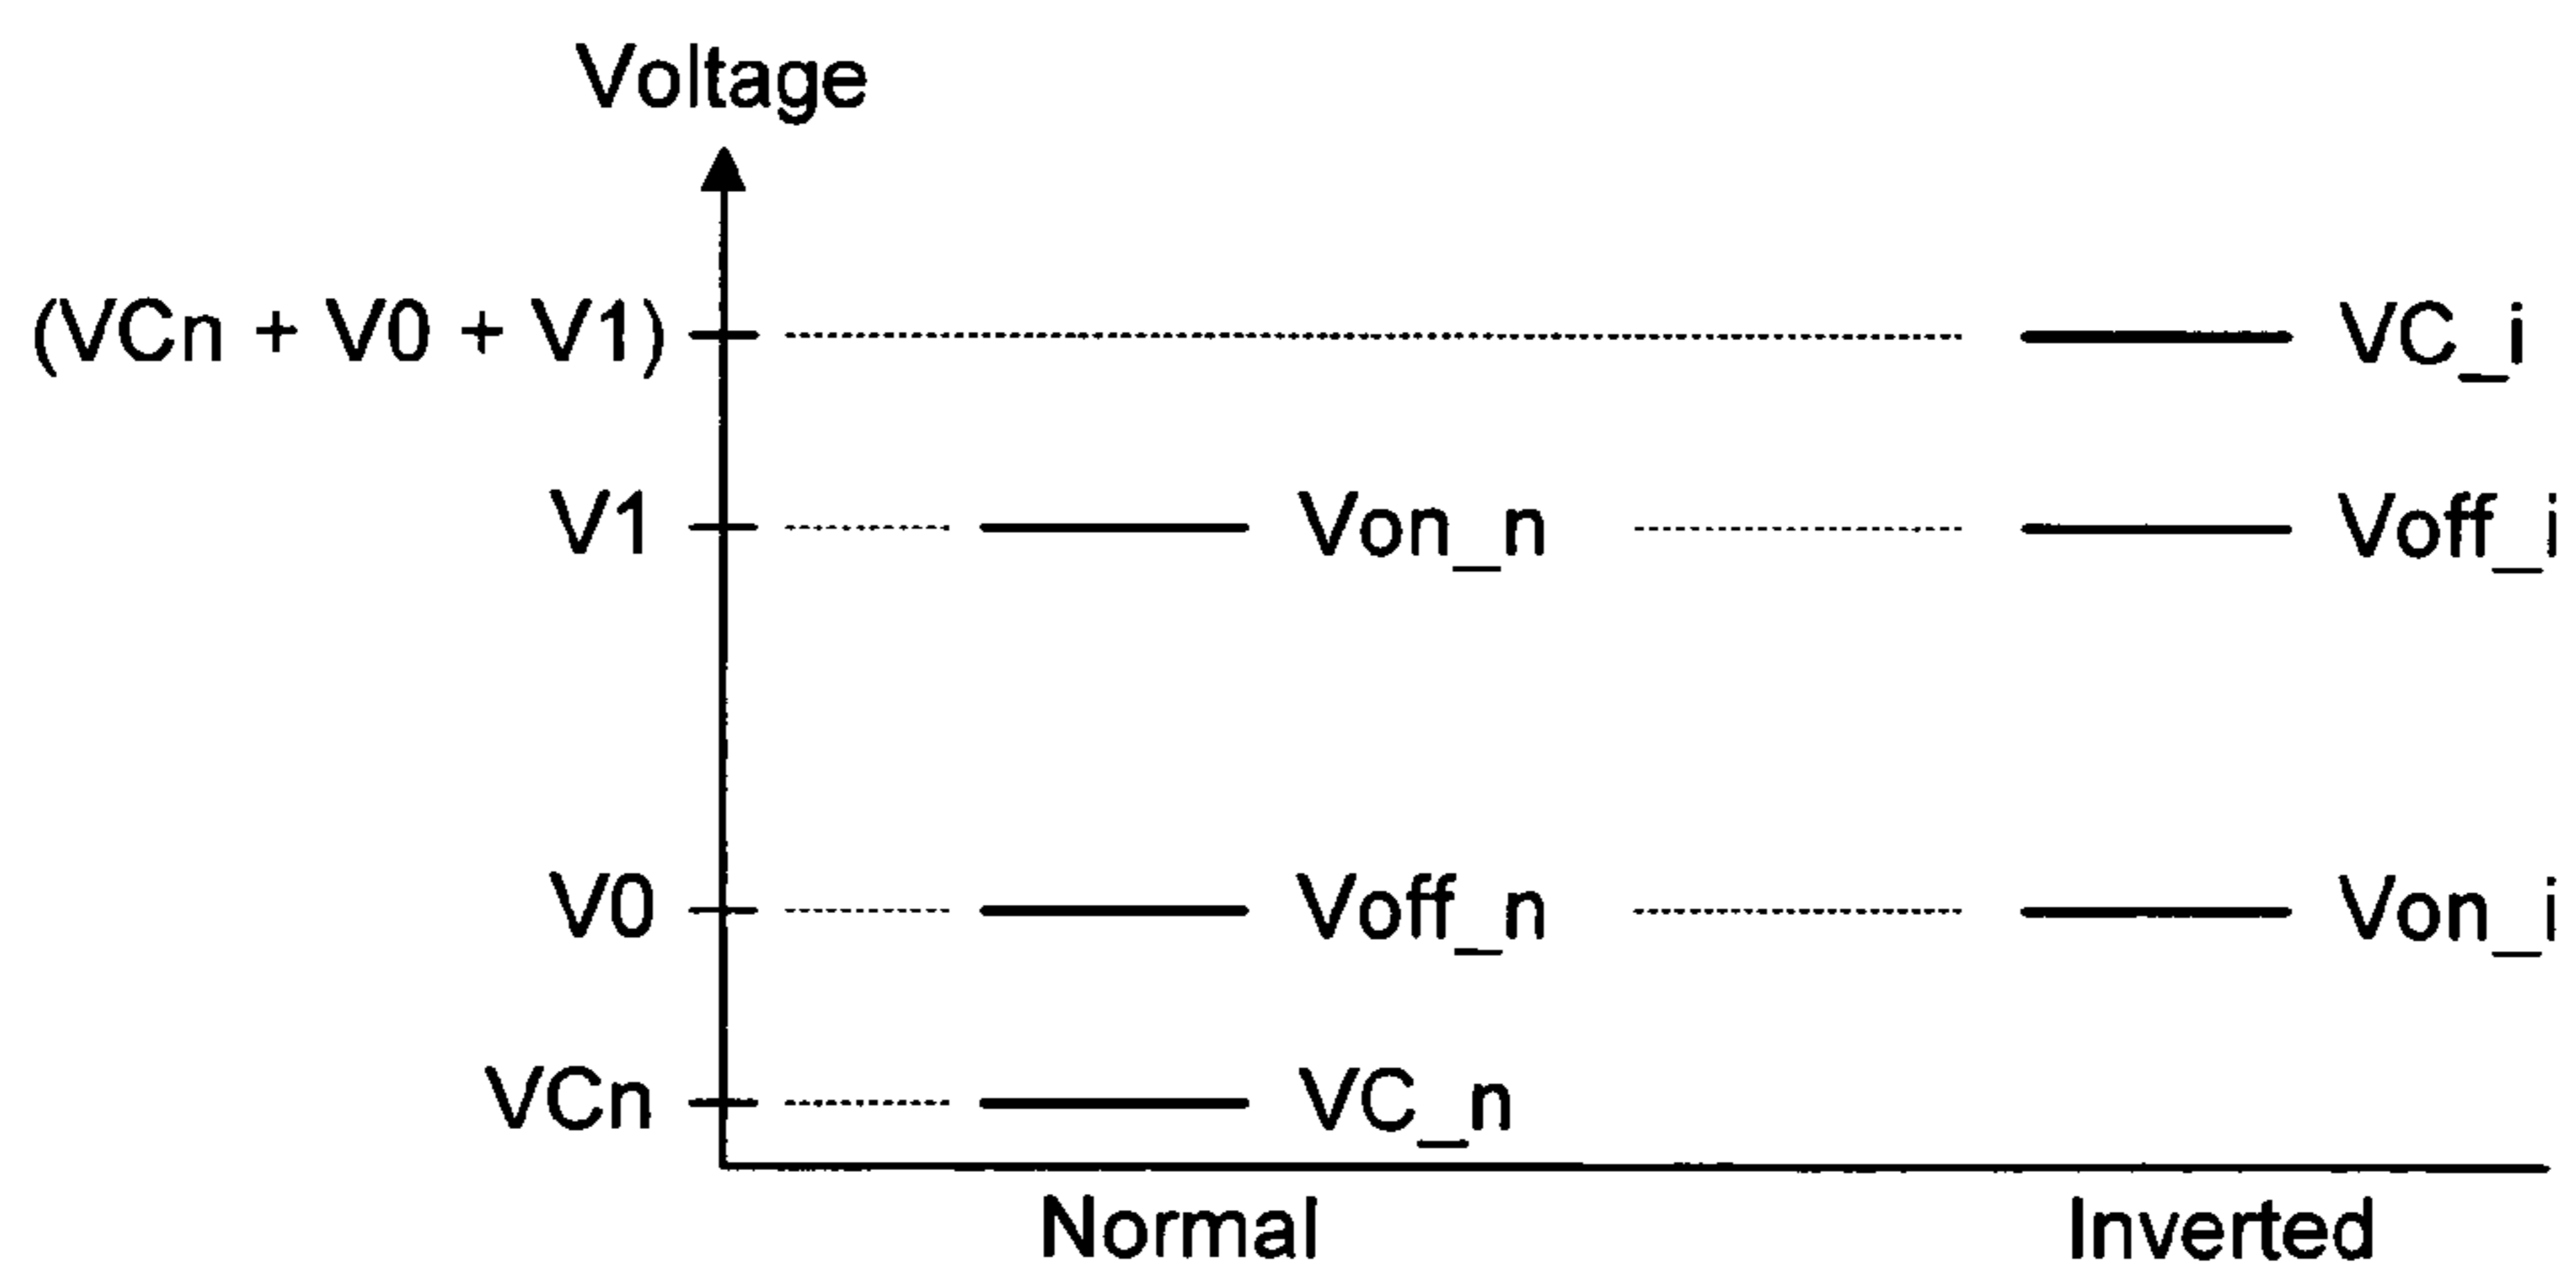 Voltage
(VCn + V0 + V1) VC_i
V1 Von_n Voff_i
V0 Voff_n Von_i
VCn VC_n
Normal Inverted